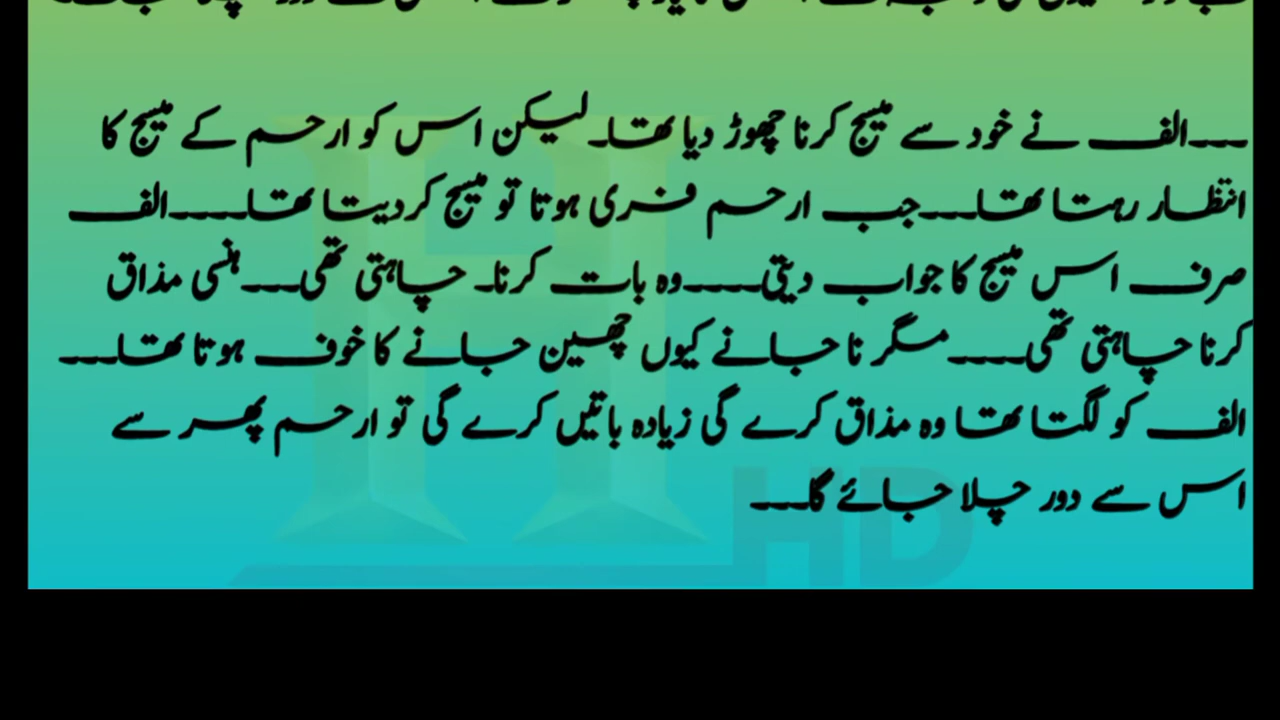 ۔۔۔الف نے خود سے میسج کرنا چھوڑ دیا تھا۔لیکن اس کو ارحم کے میسج کا
انتظار رہتا تھا۔۔۔جب ارحم فری ہوتا تو میسج کردیتا تھا۔۔۔۔الف
صرف اس میسج کا جواب دیتی۔۔۔۔وہ بات کرنا۔ چاہتی تھی۔۔۔ہنسی مذاق
کرنا چاہتی تھی۔۔۔۔مگر نا جانے کیوں چھین جانے کا خوف ہوتا تھا۔۔۔
الف کو لگتا تھا وہ مذاق کرے گی زیادہ باتیں کرے گی تو ارحم پھر سے
اس سے دور چلا جائے گا۔۔۔
H
HD